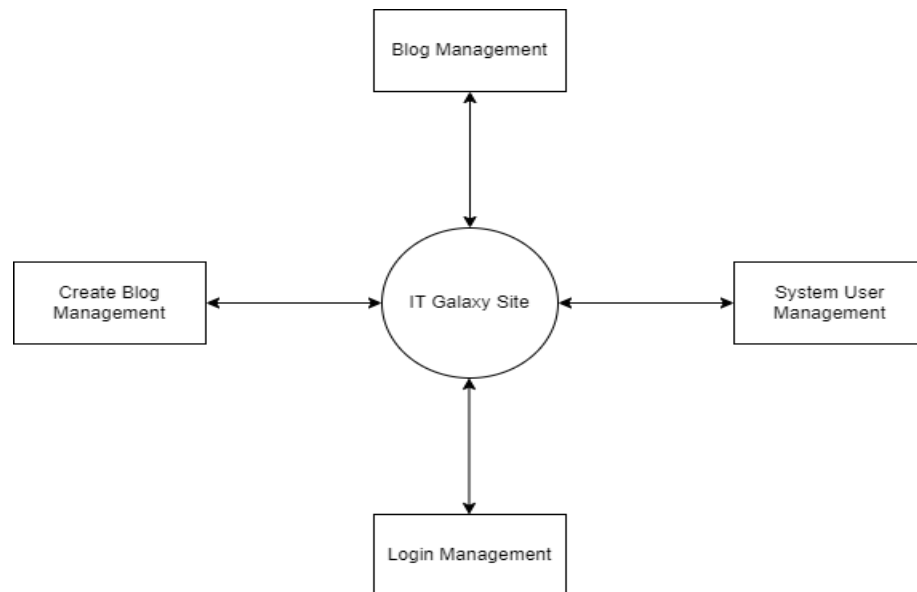 Blog Management
Create Blog
Management
IT Galaxy Site
System User
Management
Login Management